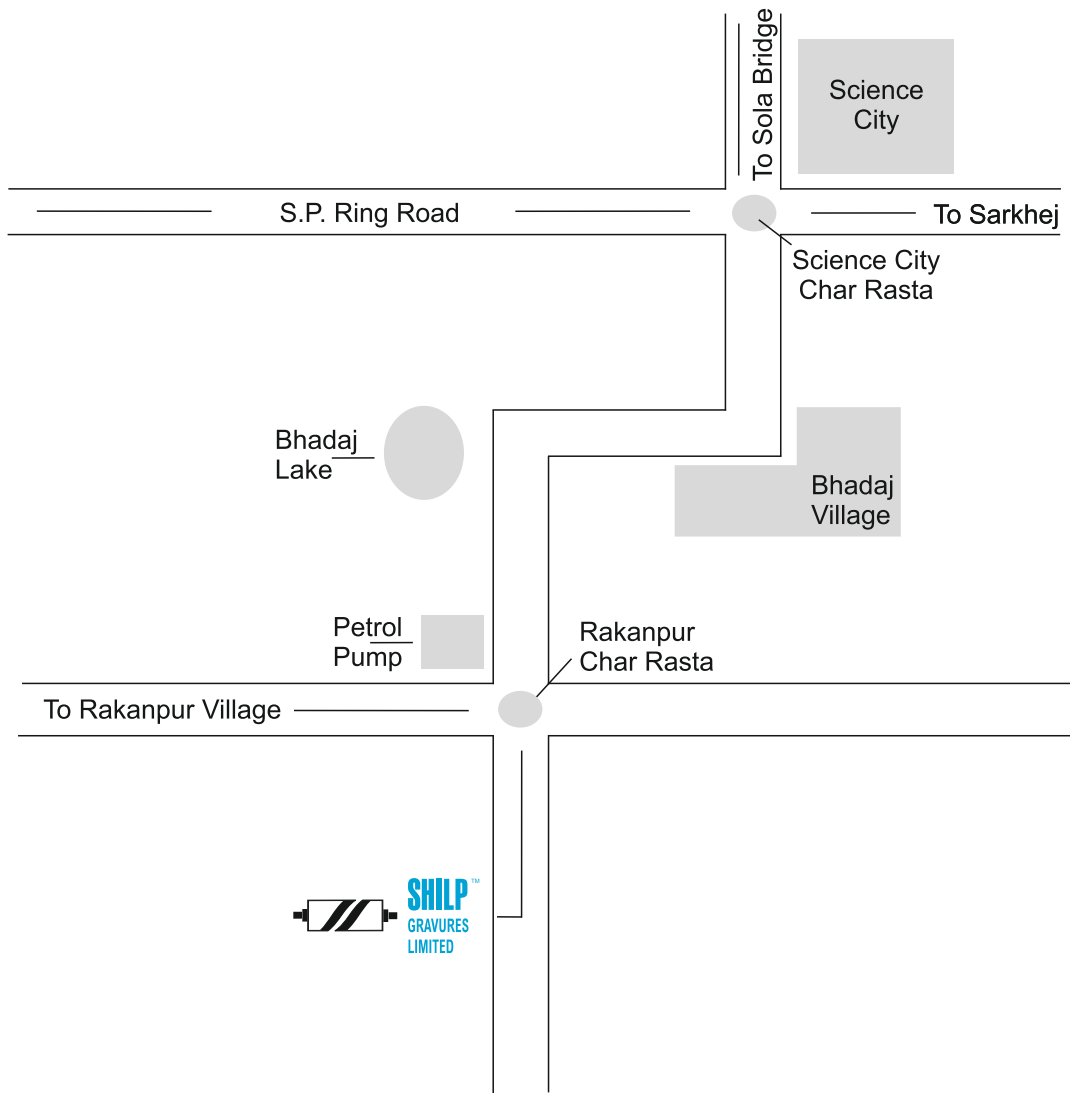 To Sola Bridge
Science
City
S.P. Ring Road
To Sarkhej
Science City
Char Rasta
Bhadaj
Lake
Bhadaj
Village
Petrol
Pump
Rakanpur
Char Rasta
To Rakanpur Village
SHILP™
GRAVURES
LIMITED